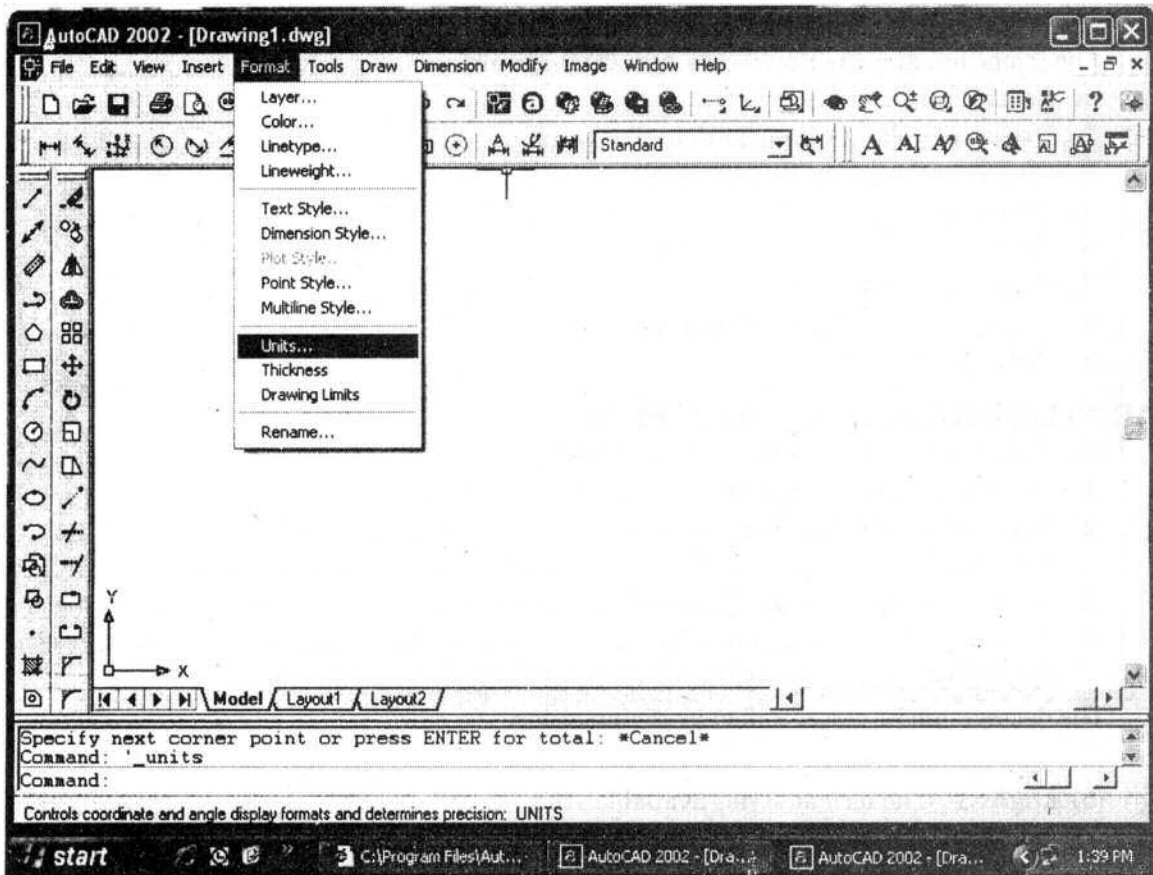 AutoCAD 2002 - [Drawing1.dwg]
File Edit View Insert Format Tools Draw Dimension Modify Image Window Help
Layer...
Color...
Linetype...
Lineweight...
Standard
Text Style...
Dimension Style...
Plot Style...
Point Style...
Multiline Style...
Units...
Thickness
Drawing Limits
Rename...
Y
X
Model Layout1 Layout2
Specify next corner point or press ENTER for total: *Cancel*
Command: '_units
Command:
Controls coordinate and angle display formats and determines precision: UNITS
start C:\Program Files\Aut... AutoCAD 2002 - [Dra... AutoCAD 2002 - [Dra... 1:39 PM